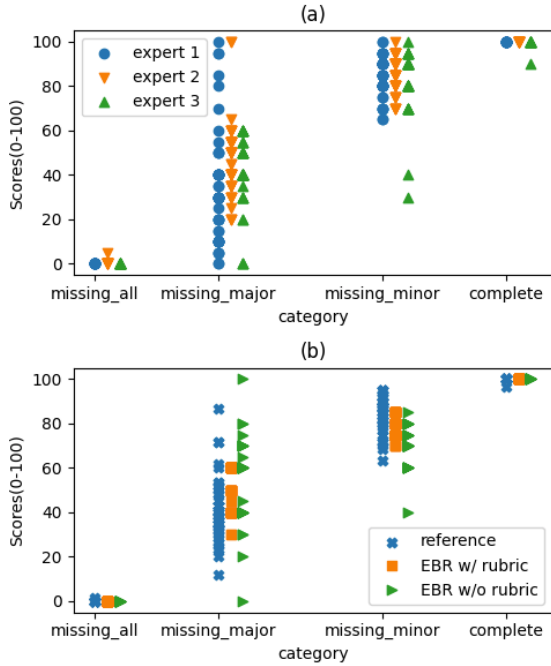 (a)
100
80
60
40
20
0
Scores(0-100)
expert 1
expert 2
expert 3
missing_all
missing_major
missing_minor
complete
category
(b)
100
80
60
40
20
0
Scores(0-100)
reference
EBR w/ rubric
EBR w/o rubric
missing_all
missing_major
missing_minor
complete
category